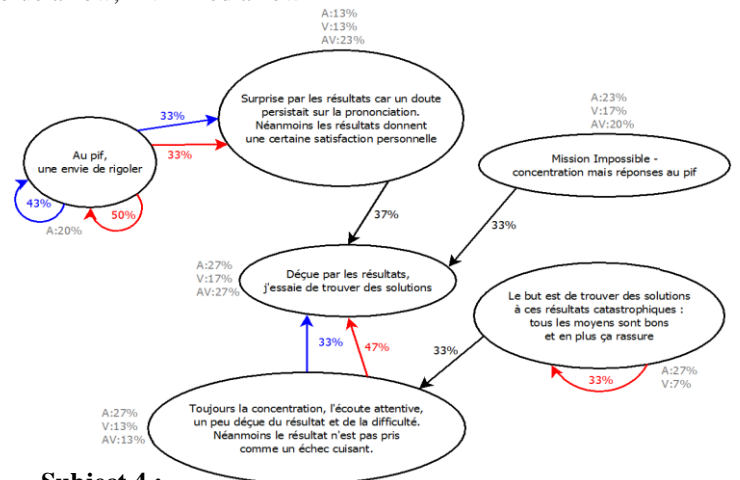 A:13%
V:13%
AV:23%
Surprise par les résultats car un doute
persistait sur la prononciation.
Néanmoins les résultats donnent
une certaine satisfaction personnelle
33%
33%
Au pif,
une envie de rigoler
43%
50%
A:20%
A:23%
V:17%
AV:20%
Mission Impossible -
concentration mais réponses au pif
37%
33%
A:27%
V:17%
AV:27%
Déçue par les résultats,
j'essaie de trouver des solutions
Le but est de trouver des solutions
à ces résultats catastrophiques :
tous les moyens sont bons
et en plus ça rassure
33%
47%
33%
33%
A:27%
V:7%
A:27%
V:13%
AV:13%
Toujours la concentration, l'écoute attentive,
un peu déçue du résultat et de la difficulté.
Néanmoins le résultat n'est pas pris
comme un échec cuisant.
Subject 4 :